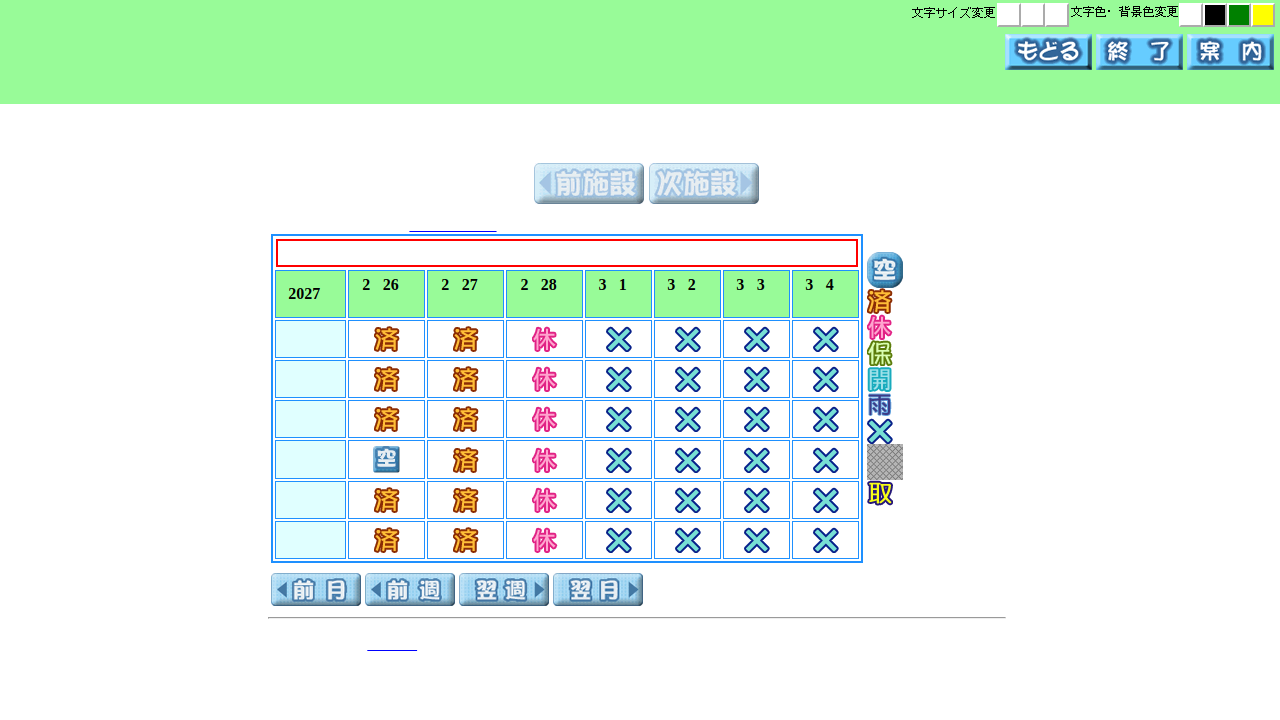 文字サイズ変更 文字色・背景色変更
もどる 終了 案内
前施設 次施設
2027 2 26 2 27 2 28 3 1 3 2 3 3 3 4
済 済 休 × × × ×
済 済 休 × × × ×
済 済 休 × × × ×
空 済 休 × × × ×
済 済 休 × × × ×
済 済 休 × × × ×
空
済
休
保
開
雨
×
取
前月 前週 翌週 翌月